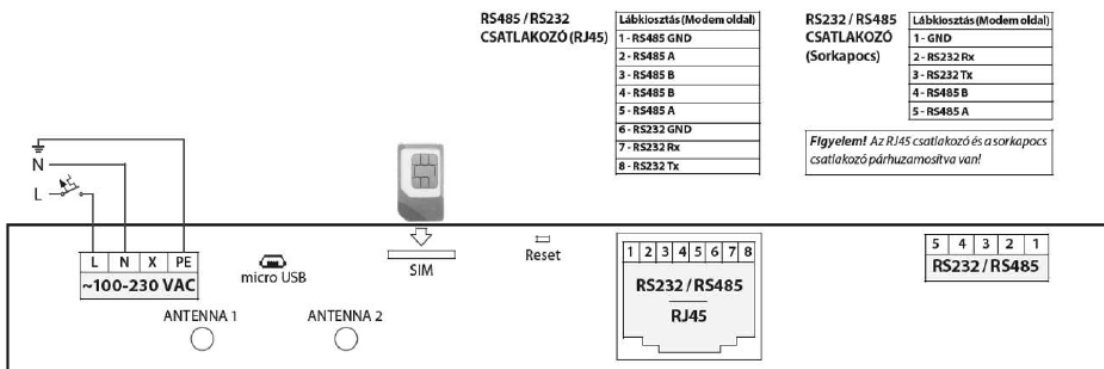 RS485 / RS232
CSATLAKOZÓ (RJ45)
Lábkiosztás (Modem oldal)
1 - RS485 GND
2 - RS485 A
3 - RS485 B
4 - RS485 B
5 - RS485 A
6 - RS232 GND
7 - RS232 Rx
8 - RS232 Tx
RS232 / RS485
CSATLAKOZÓ
(Sorkapocs)
Lábkiosztás (Modem oldal)
1 - GND
2 - RS232 Rx
3 - RS232 Tx
4 - RS485 B
5 - RS485 A
Figyelem! Az RJ45 csatlakozó és a sorkapocs
csatlakozó párhuzamosítva van!
N
L
L N X PE
~100-230 VAC
micro USB
SIM
Reset
1 2 3 4 5 6 7 8
RS232 / RS485
RJ45
5 4 3 2 1
RS232 / RS485
ANTENNA 1
ANTENNA 2